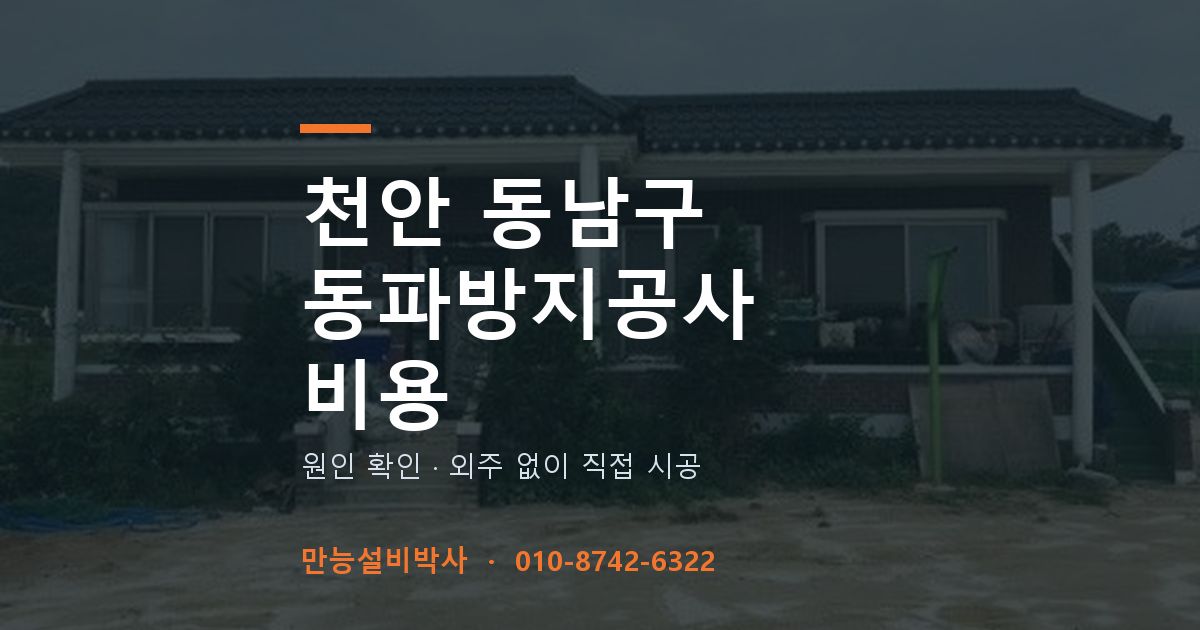 천안 동남구
동파방지공사
비용
원인 확인 · 외주 없이 직접 시공
만능설비박사 · 010-8742-6322